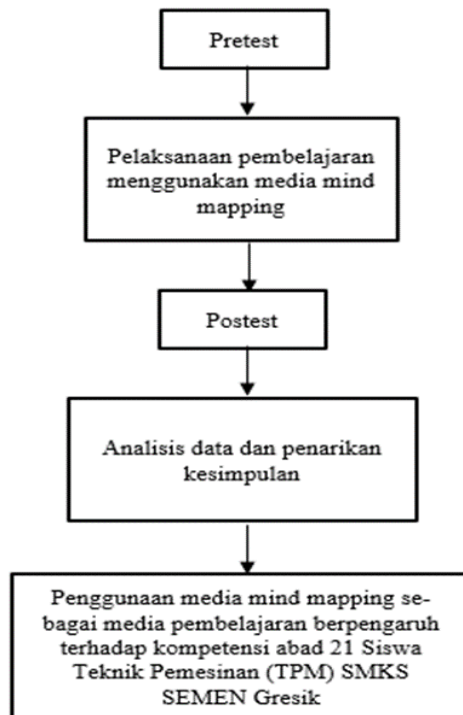 Pretest
Pelaksanaan pembelajaran
menggunakan media mind
mapping
Postest
Analisis data dan penarikan
kesimpulan
Penggunaan media mind mapping se-
bagai media pembelajaran berpengaruh
terhadap kompetensi abad 21 Siswa
Teknik Pemesinan (TPM) SMKS
SEMEN Gresik